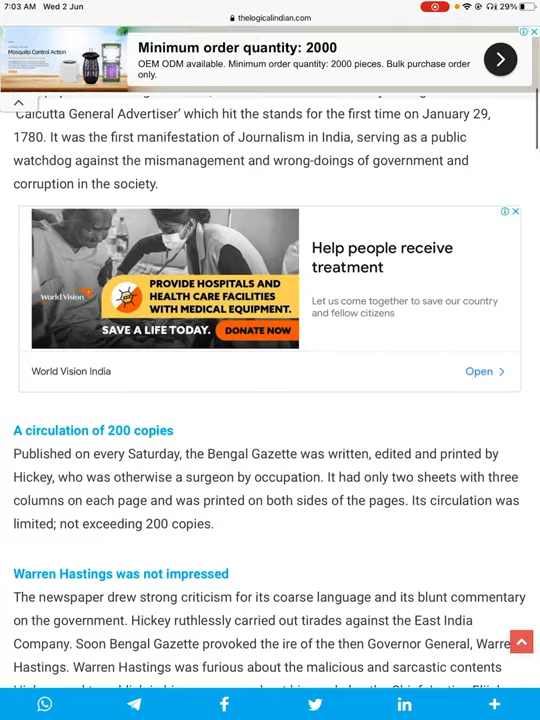 7:03 AM Wed 2 Jun
29%
thelogicalindian.com
Minimum order quantity: 2000
OEM ODM available. Minimum order quantity: 2000 pieces. Bulk purchase order
only.
Mosquito Control Action
'Calcutta General Advertiser' which hit the stands for the first time on January 29,
1780. It was the first manifestation of Journalism in India, serving as a public
watchdog against the mismanagement and wrong-doings of government and
corruption in the society.
World Vision
PROVIDE HOSPITALS AND
HEALTH CARE FACILITIES
WITH MEDICAL EQUIPMENT.
SAVE A LIFE TODAY. DONATE NOW
Help people receive
treatment
Let us come together to save our country
and fellow citizens
World Vision India
Open
A circulation of 200 copies
Published on every Saturday, the Bengal Gazette was written, edited and printed by
Hickey, who was otherwise a surgeon by occupation. It had only two sheets with three
columns on each page and was printed on both sides of the pages. Its circulation was
limited; not exceeding 200 copies.
Warren Hastings was not impressed
The newspaper drew strong criticism for its coarse language and its blunt commentary
on the government. Hickey ruthlessly carried out tirades against the East India
Company. Soon Bengal Gazette provoked the ire of the then Governor General, Warre
Hastings. Warren Hastings was furious about the malicious and sarcastic contents